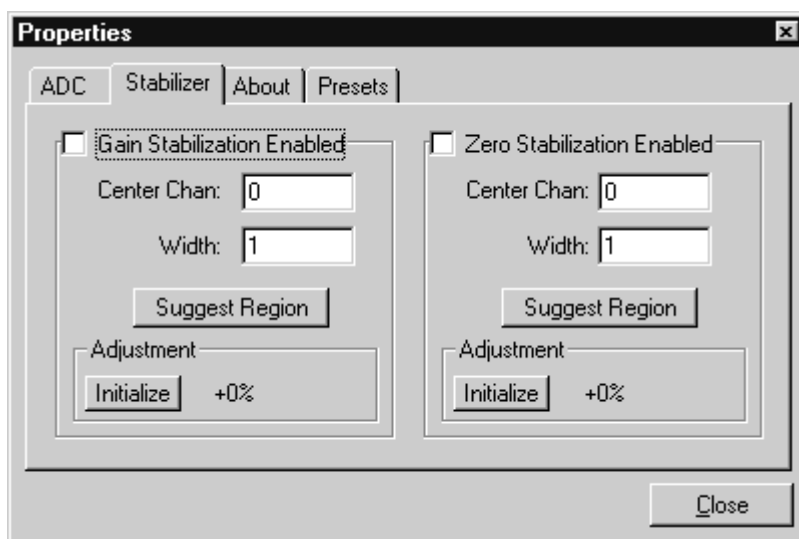 Properties
ADC Stabilizer About Presets
Gain Stabilization Enabled
Center Chan: 0
Width: 1
Suggest Region
Adjustment
Initialize +0%
Zero Stabilization Enabled
Center Chan: 0
Width: 1
Suggest Region
Adjustment
Initialize +0%
Close